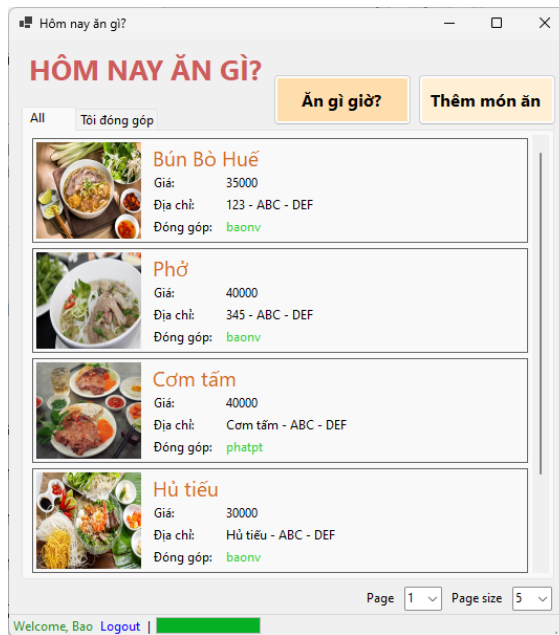 Hôm nay ăn gì?
HÔM NAY ĂN GÌ?
Ăn gì giờ?
Thêm món ăn
All
Tôi đóng góp
Bún Bò Huế
Giá: 35000
Địa chỉ: 123 - ABC - DEF
Đóng góp: baonv
Phở
Giá: 40000
Địa chỉ: 345 - ABC - DEF
Đóng góp: baonv
Cơm tấm
Giá: 40000
Địa chỉ: Cơm tấm - ABC - DEF
Đóng góp: phatpt
Hủ tiếu
Giá: 30000
Địa chỉ: Hủ tiếu - ABC - DEF
Đóng góp: baonv
Page 1 Page size 5
Welcome, Bao Logout |